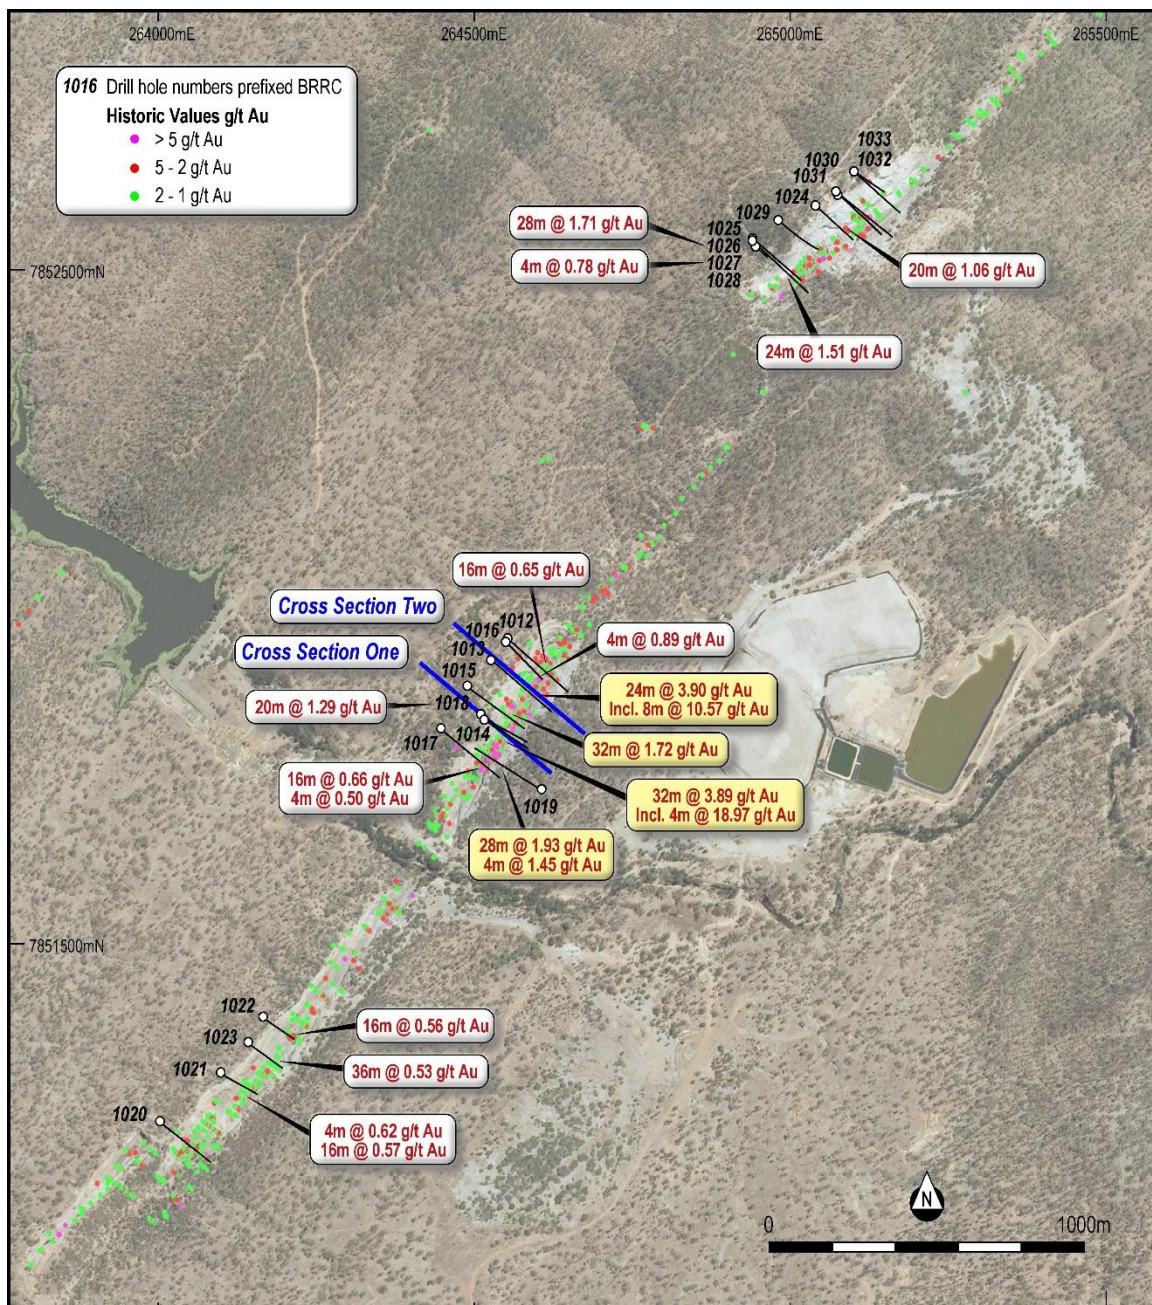 264000mE
264500mE
265000mE
265500mE
1016 Drill hole numbers prefixed BRRC
Historic Values g/t Au
> 5 g/t Au
5 - 2 g/t Au
2 - 1 g/t Au
1033
1032
1030
1031
1024
1029
1025
1026
1027
1028
28m @ 1.71 g/t Au
4m @ 0.78 g/t Au
7852500mN
20m @ 1.06 g/t Au
24m @ 1.51 g/t Au
16m @ 0.65 g/t Au
Cross Section Two
1012
1016
4m @ 0.89 g/t Au
Cross Section One
1013
1015
24m @ 3.90 g/t Au
Incl. 8m @ 10.57 g/t Au
20m @ 1.29 g/t Au
1018
1014
1017
32m @ 1.72 g/t Au
16m @ 0.66 g/t Au
4m @ 0.50 g/t Au
1019
32m @ 3.89 g/t Au
Incl. 4m @ 18.97 g/t Au
28m @ 1.93 g/t Au
4m @ 1.45 g/t Au
7851500mN
1022
16m @ 0.56 g/t Au
1023
36m @ 0.53 g/t Au
1021
1020
4m @ 0.62 g/t Au
16m @ 0.57 g/t Au
N
0
1000m